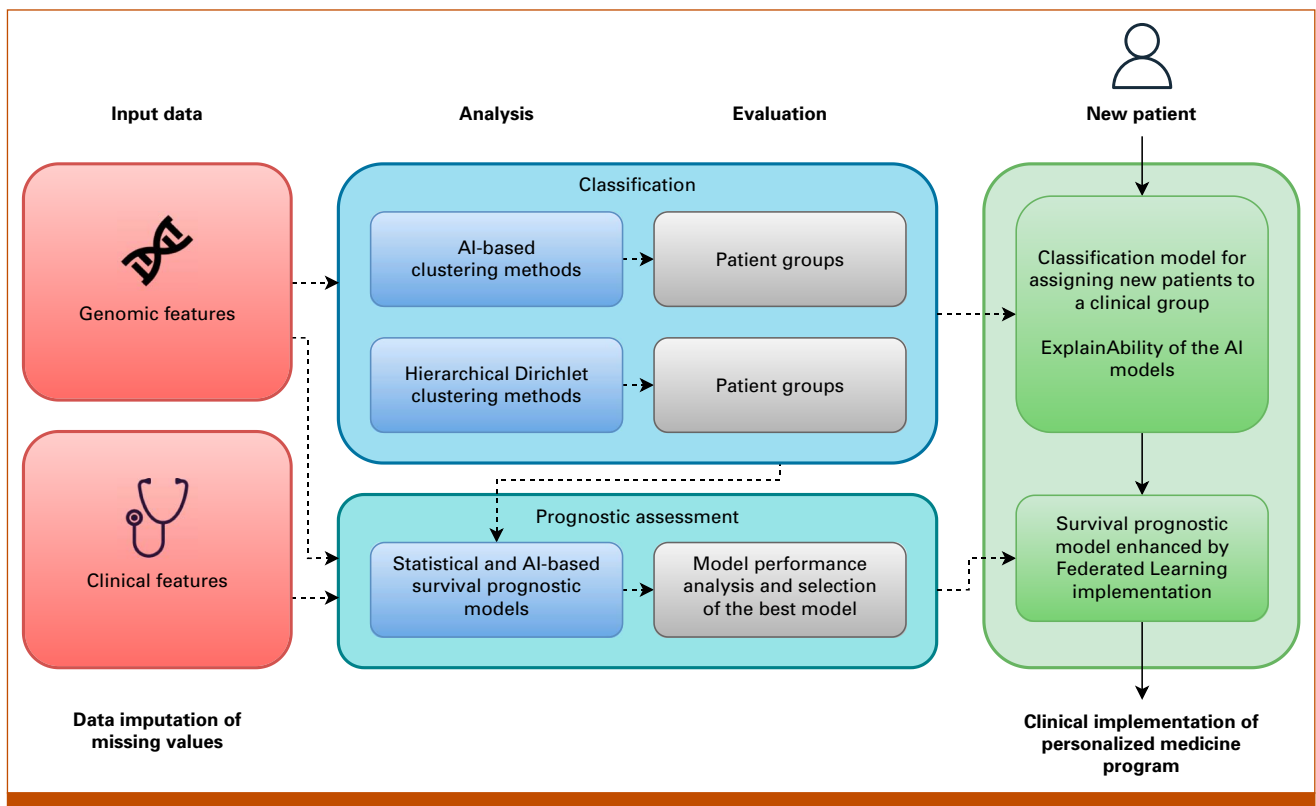 Input data
Analysis
Evaluation
New patient
Genomic features
Clinical features
Data imputation of
missing values
Classification
AI-based
clustering methods
Patient groups
Hierarchical Dirichlet
clustering methods
Patient groups
Prognostic assessment
Statistical and AI-based
survival prognostic
models
Model performance
analysis and selection
of the best model
Classification model for
assigning new patients to
a clinical group
ExplainAbility of the AI
models
Survival prognostic
model enhanced by
Federated Learning
implementation
Clinical implementation of
personalized medicine
program